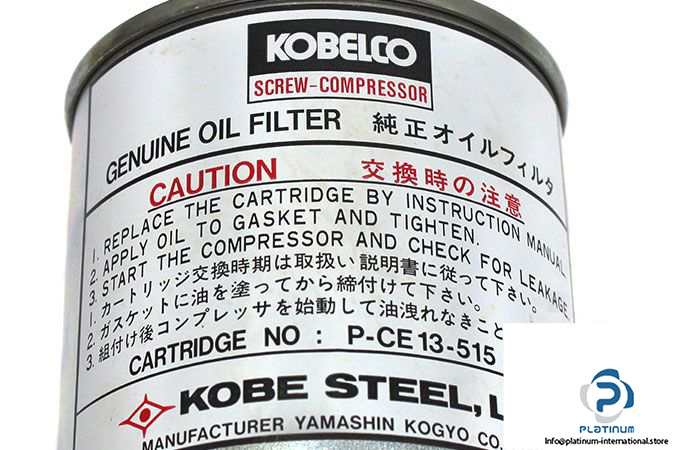 KOBELCO
SCREW-COMPRESSOR
GENUINE OIL FILTER 純正オイルフィルタ
CAUTION 交換時の注意
1. REPLACE THE CARTRIDGE BY INSTRUCTION MANUAL.
2. APPLY OIL TO GASKET AND TIGHTEN.
3. START THE COMPRESSOR AND CHECK FOR LEAKAGE
1. カートリッジ交換時期は取扱い説明書に従って下さい。
2. ガスケットに油を塗ってから締付けて下さい。
3. 組付け後コンプレッサを始動して油洩れなきこと
CARTRIDGE NO : P-CE13-515
KOBE STEEL, L
MANUFACTURER YAMASHIN KOGYO CO.
PLATINUM
info@platinum-international.store